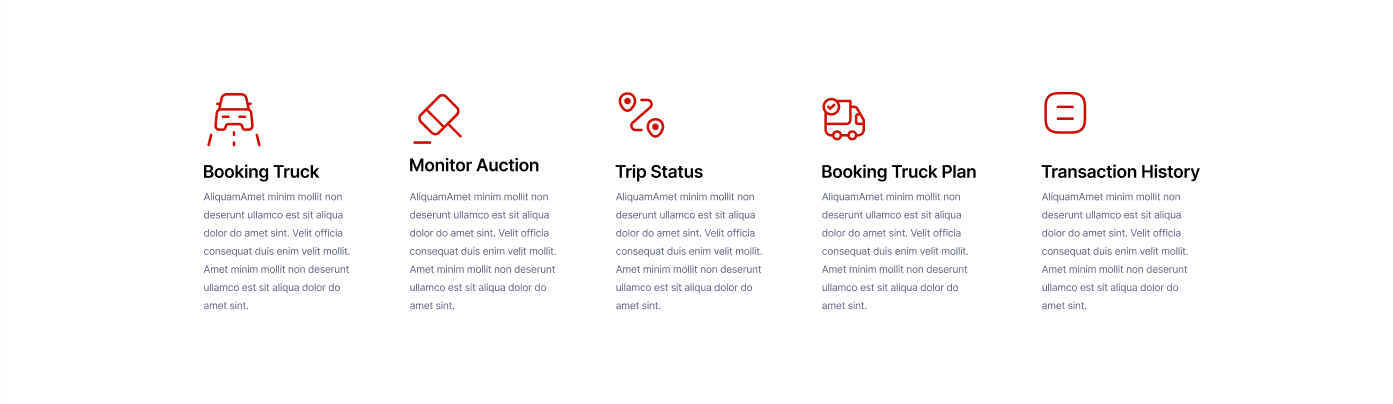 Booking Truck
AliquamAmet minim mollit non
deserunt ullamco est sit aliqua
dolor do amet sint. Velit officia
consequat duis enim velit mollit.
Amet minim mollit non deserunt
ullamco est sit aliqua dolor do
amet sint.
Monitor Auction
AliquamAmet minim mollit non
deserunt ullamco est sit aliqua
dolor do amet sint. Velit officia
consequat duis enim velit mollit.
Amet minim mollit non deserunt
ullamco est sit aliqua dolor do
amet sint.
Trip Status
AliquamAmet minim mollit non
deserunt ullamco est sit aliqua
dolor do amet sint. Velit officia
consequat duis enim velit mollit.
Amet minim mollit non deserunt
ullamco est sit aliqua dolor do
amet sint.
Booking Truck Plan
AliquamAmet minim mollit non
deserunt ullamco est sit aliqua
dolor do amet sint. Velit officia
consequat duis enim velit mollit.
Amet minim mollit non deserunt
ullamco est sit aliqua dolor do
amet sint.
Transaction History
AliquamAmet minim mollit non
deserunt ullamco est sit aliqua
dolor do amet sint. Velit officia
consequat duis enim velit mollit.
Amet minim mollit non deserunt
ullamco est sit aliqua dolor do
amet sint.